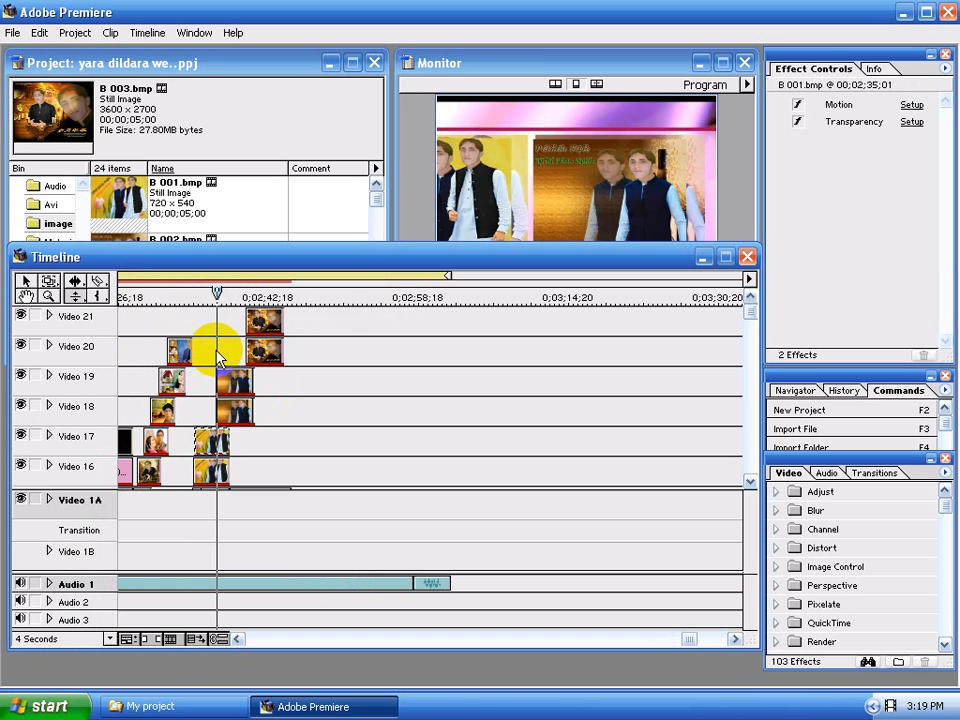 Adobe Premiere
File Edit Project Clip Timeline Window Help
Project: yara dildara we..ppj
B 003.bmp
Still Image
3600 x 2700
00;00;05;00
File Size: 27.80MB bytes
Bin 24 items Name Comment
Audio
Avi
image
B 001.bmp
Still Image
720 x 540
00;00;05;00
B 002.bmp
Monitor
Program
Effect Controls Info
B 001.bmp @ 00;02;35;01
Motion Setup
Transparency Setup
2 Effects
Navigator History Commands
New Project F2
Import File F3
Import Folder F4
Video Audio Transitions
Adjust
Blur
Channel
Distort
Image Control
Perspective
Pixelate
QuickTime
Render
103 Effects
Timeline
26;18 0;02;42;18 0;02;58;18 0;03;14;20 0;03;30;20
Video 21
Video 20
Video 19
Video 18
Video 17
Video 16
Video 1A
Transition
Video 1B
Audio 1
Audio 2
Audio 3
4 Seconds
start My project Adobe Premiere 3:19 PM